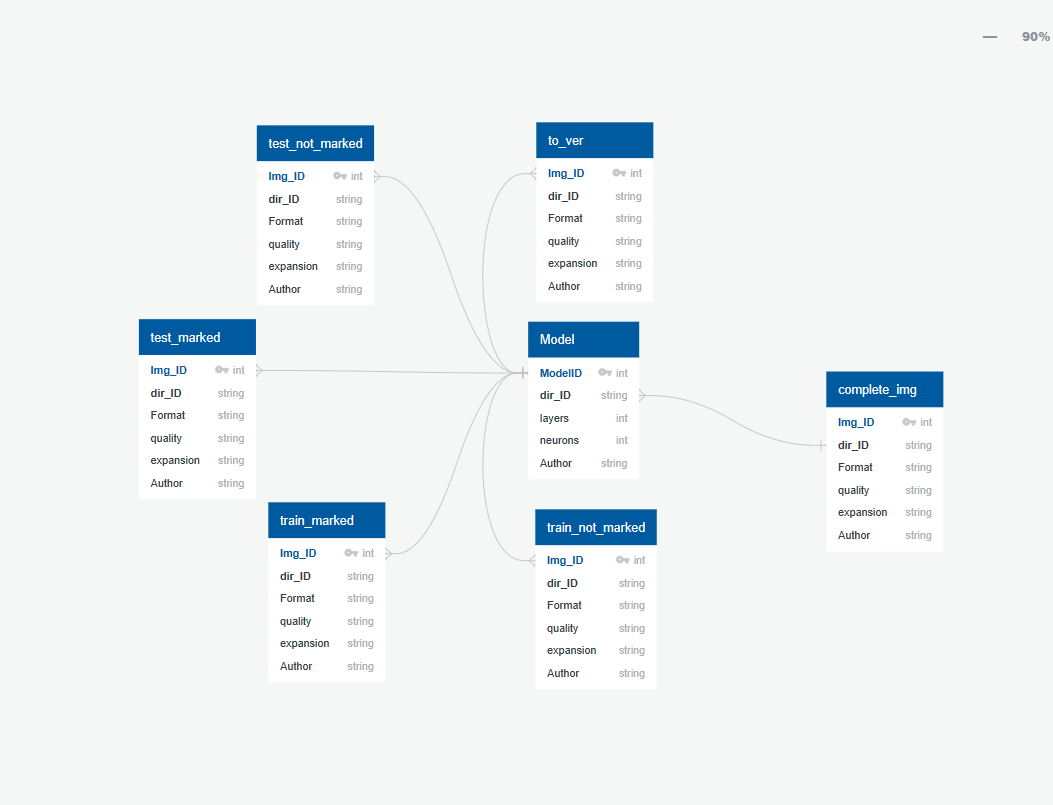 — 90%
test_not_marked
Img_ID int
dir_ID string
Format string
quality string
expansion string
Author string
to_ver
Img_ID int
dir_ID string
Format string
quality string
expansion string
Author string
test_marked
Img_ID int
dir_ID string
Format string
quality string
expansion string
Author string
Model
ModelID int
dir_ID string
layers int
neurons int
Author string
complete_img
Img_ID int
dir_ID string
Format string
quality string
expansion string
Author string
train_marked
Img_ID int
dir_ID string
Format string
quality string
expansion string
Author string
train_not_marked
Img_ID int
dir_ID string
Format string
quality string
expansion string
Author string